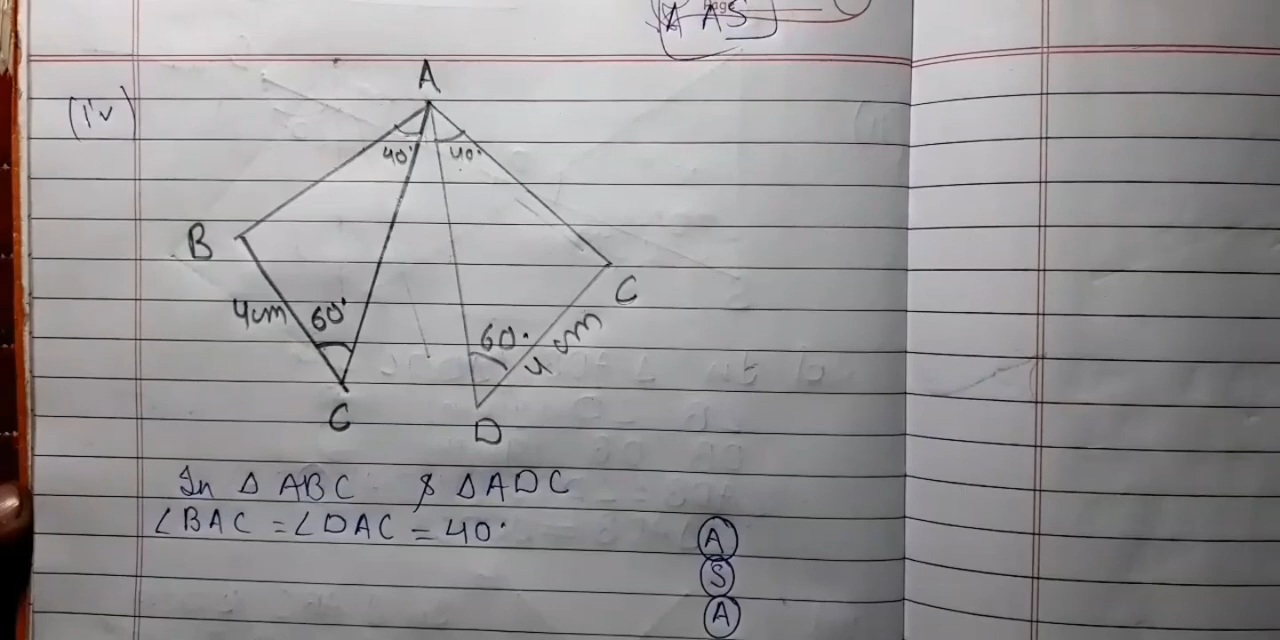 AAS
(iv)
A
40° 40°
B
C
4cm 60°
60° 4 cm
C
D
In △ ABC & △ADC
∠BAC = ∠DAC = 40°
A
S
A